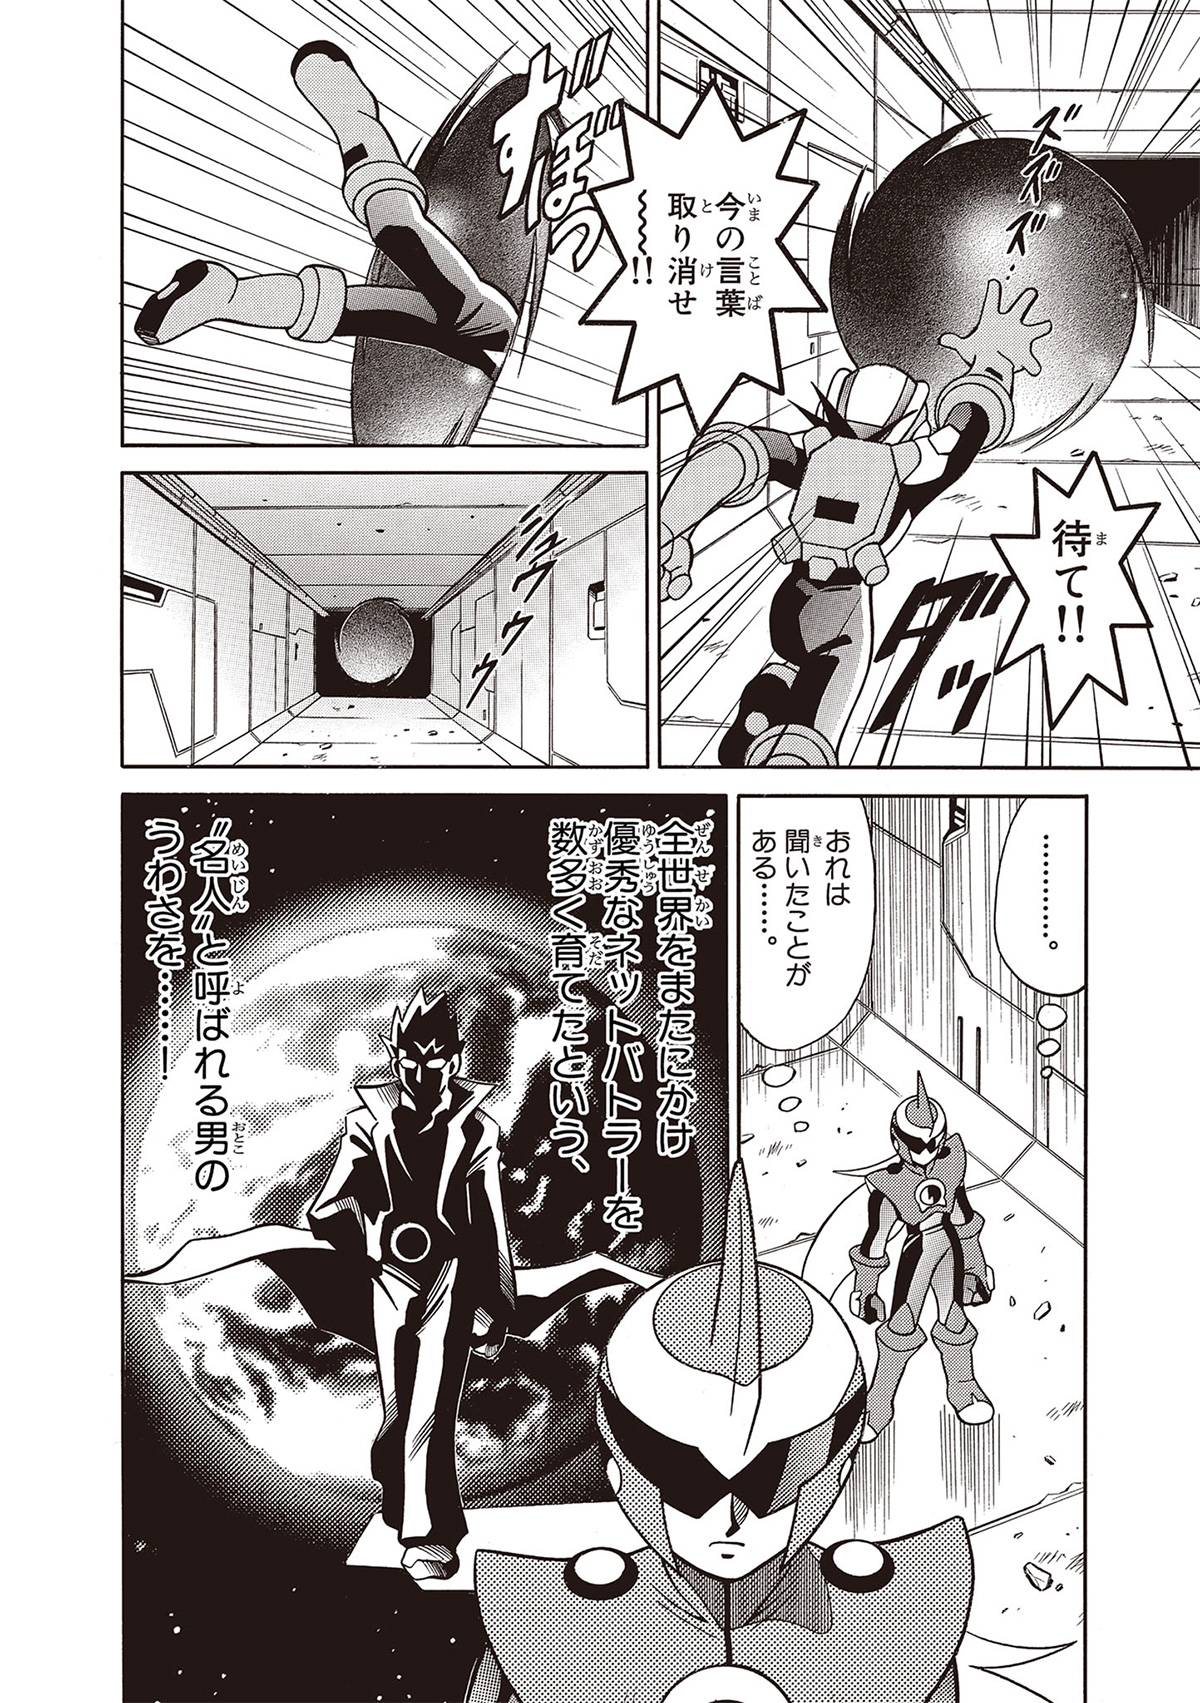 ズズズ…
待て!!
ダッ
今の言葉
取り消せ
～～～!!
ずぼっ
シュウゥゥ
………。
おれは
聞いたことが
ある……。
全世界をまたにかけ
優秀なネットバトラーを
数多く育てたという、
〝名人〟と呼ばれる男の
うわさを………!